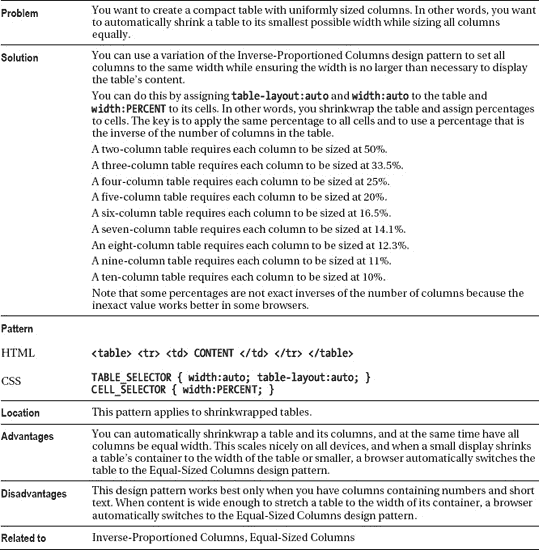 Problem
You want to create a compact table with uniformly sized columns. In other words, you want
to automatically shrink a table to its smallest possible width while sizing all columns
equally.
Solution
You can use a variation of the Inverse-Proportioned Columns design pattern to set all
columns to the same width while ensuring the width is no larger than necessary to display
the table's content.
You can do this by assigning table-layout:auto and width:auto to the table and
width:PERCENT to its cells. In other words, you shrinkwrap the table and assign percentages
to cells. The key is to apply the same percentage to all cells and to use a percentage that is
the inverse of the number of columns in the table.
A two-column table requires each column to be sized at 50%.
A three-column table requires each column to be sized at 33.5%.
A four-column table requires each column to be sized at 25%.
A five-column table requires each column to be sized at 20%.
A six-column table requires each column to be sized at 16.5%.
A seven-column table requires each column to be sized at 14.1%.
An eight-column table requires each column to be sized at 12.3%.
A nine-column table requires each column to be sized at 11%.
A ten-column table requires each column to be sized at 10%.
Note that some percentages are not exact inverses of the number of columns because the
inexact value works better in some browsers.
Pattern
HTML <table> <tr> <td> CONTENT </td> </tr> </table>
CSS TABLE_SELECTOR { width:auto; table-layout:auto; }
CELL_SELECTOR { width:PERCENT; }
Location This pattern applies to shrinkwrapped tables.
Advantages
You can automatically shrinkwrap a table and its columns, and at the same time have all
columns be equal width. This scales nicely on all devices, and when a small display shrinks
a table's container to the width of the table or smaller, a browser automatically switches the
table to the Equal-Sized Columns design pattern.
Disadvantages
This design pattern works best only when you have columns containing numbers and short
text. When content is wide enough to stretch a table to the width of its container, a browser
automatically switches to the Equal-Sized Columns design pattern.
Related to Inverse-Proportioned Columns, Equal-Sized Columns